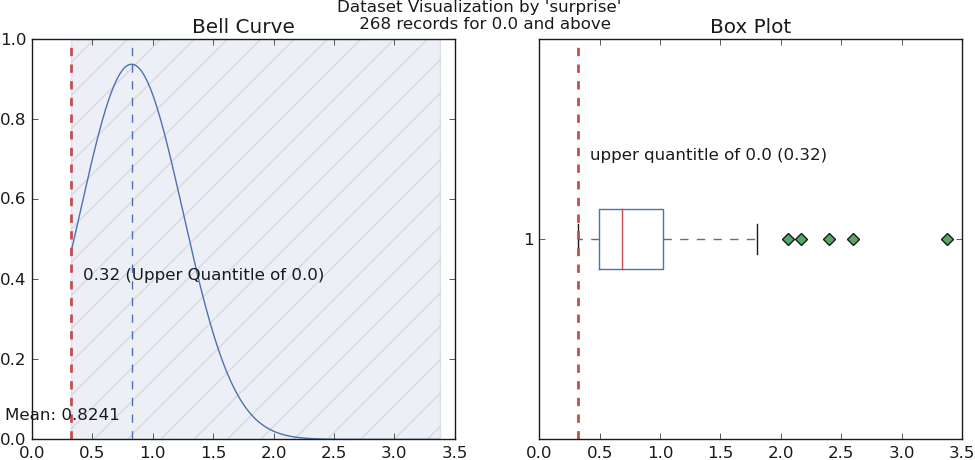 Dataset Visualization by 'surprise'
268 records for 0.0 and above
Bell Curve
1.0
0.8
0.6
0.4
0.2
0.0
0.32 (Upper Quantitle of 0.0)
Mean: 0.8241
0.0 0.5 1.0 1.5 2.0 2.5 3.0 3.5
Box Plot
upper quantitle of 0.0 (0.32)
1
0.0 0.5 1.0 1.5 2.0 2.5 3.0 3.5